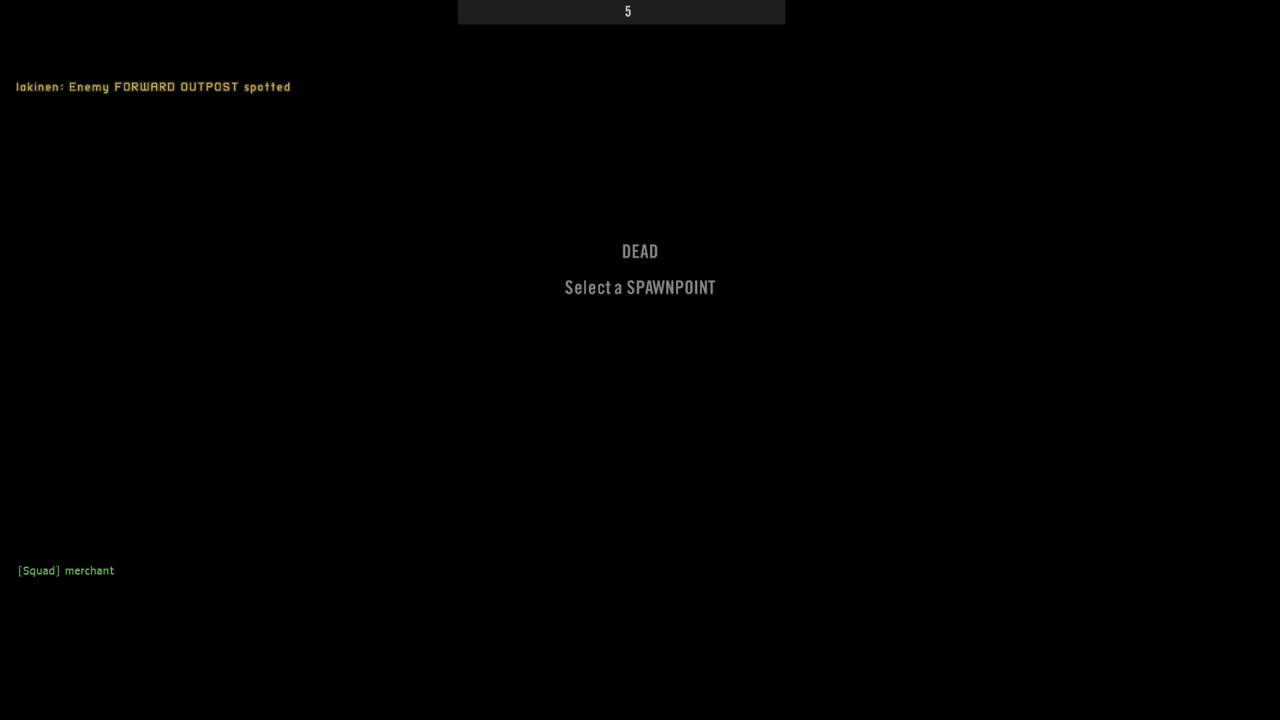 5
lakinen: Enemy FORWARD OUTPOST spotted
DEAD
Select a SPAWNPOINT
[Squad] merchant